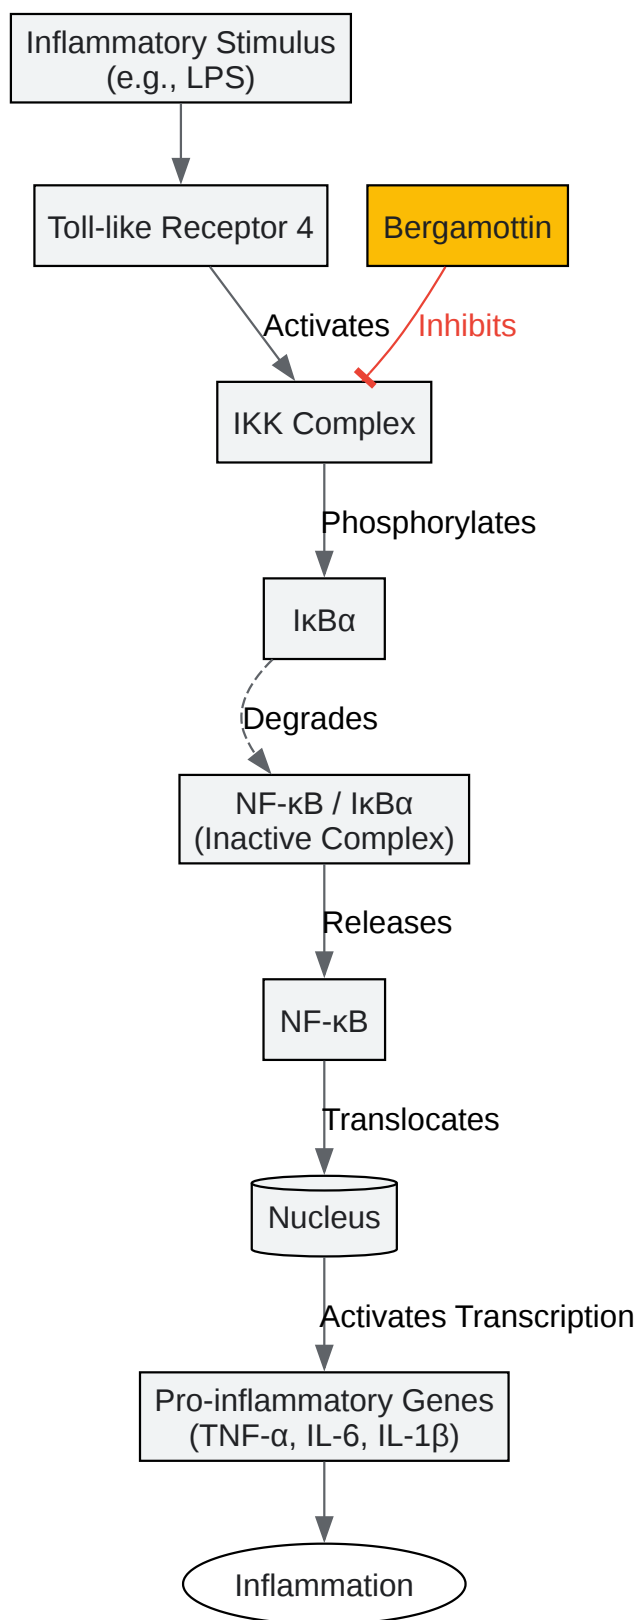 Inflammatory Stimulus
(e.g., LPS)
Toll-like Receptor 4
Bergamottin
Activates
Inhibits
IKK Complex
Phosphorylates
IκBα
Degrades
NF-κB / IκBα
(Inactive Complex)
Releases
NF-κB
Translocates
Nucleus
Activates Transcription
Pro-inflammatory Genes
(TNF-α, IL-6, IL-1β)
Inflammation